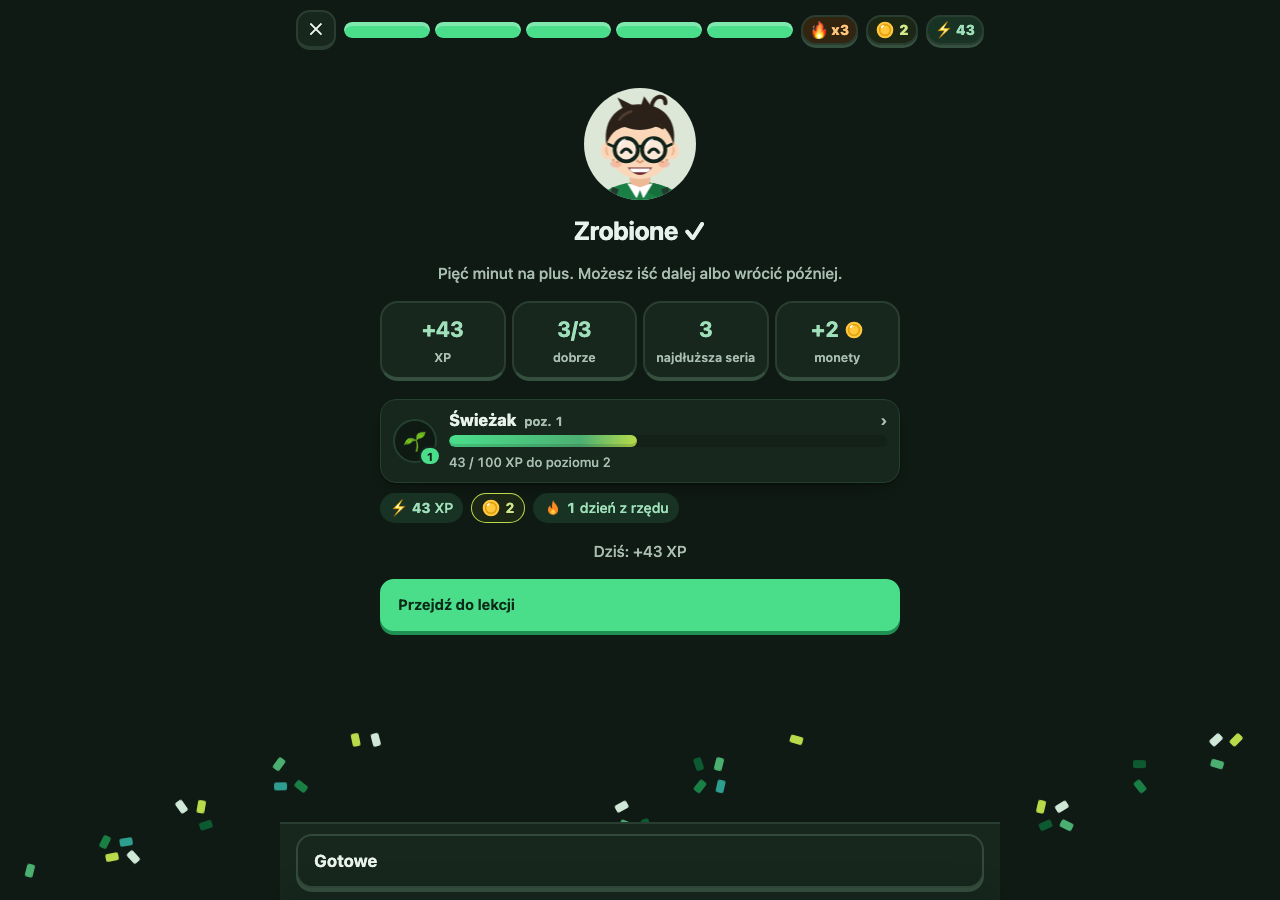 x3
2
43
Zrobione ✓
Pięć minut na plus. Możesz iść dalej albo wrócić później.
+43
XP
3/3
dobrze
3
najdłuższa seria
+2
monety
Świeżak poz. 1
1
43 / 100 XP do poziomu 2
43 XP
2
1 dzień z rzędu
Dziś: +43 XP
Przejdź do lekcji
Gotowe